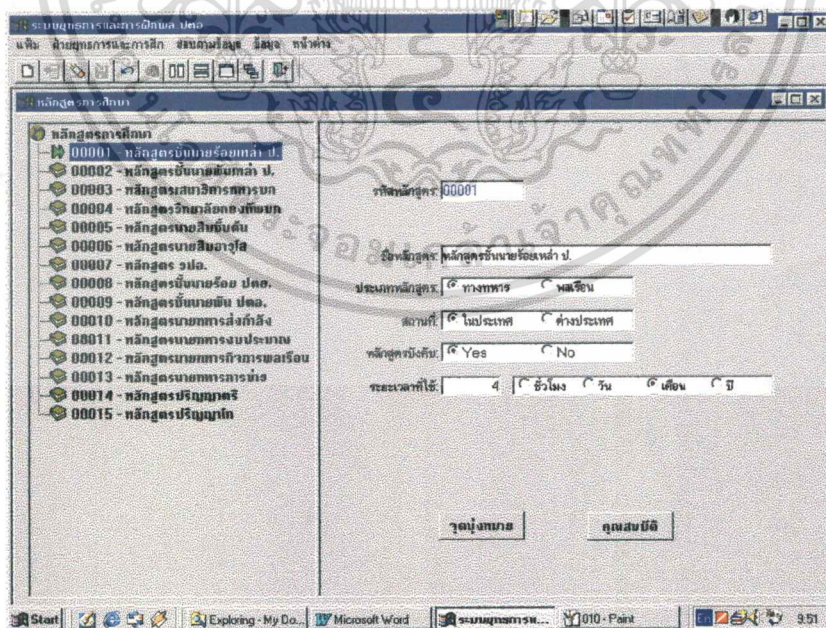 ระบบยุทธการและการฝึกพล.ปตอ
แฟ้ม ฝ่ายยุทธการและการฝึก สอบถามข้อมูล ข้อมูล หน้าต่าง
หลักสูตรการศึกษา
หลักสูตรการศึกษา
00001 - หลักสูตรชั้นนายร้อยเหล่า ป.
00002 - หลักสูตรชั้นนายพันเหล่า ป.
00003 - หลักสูตรเสนาธิการทหารบก
00004 - หลักสูตรวิทยาลัยกองทัพบก
00005 - หลักสูตรนายสิบชั้นต้น
00006 - หลักสูตรนายสิบอาวุโส
00007 - หลักสูตร วปอ.
00008 - หลักสูตรชั้นนายร้อย ปตอ.
00009 - หลักสูตรชั้นนายพัน ปตอ.
00010 - หลักสูตรนายทหารส่งกำลัง
00011 - หลักสูตรนายทหารงบประมาณ
00012 - หลักสูตรนายทหารกิจการพลเรือน
00013 - หลักสูตรนายทหารการข่าว
00014 - หลักสูตรปริญญาตรี
00015 - หลักสูตรปริญญาโท
รหัสหลักสูตร: 00001
ชื่อหลักสูตร: หลักสูตรชั้นนายร้อยเหล่า ป.
ประเภทหลักสูตร: ทางทหาร พลเรือน
สถานที่: ในประเทศ ต่างประเทศ
หลักสูตรบังคับ: Yes No
ระยะเวลาที่ใช้: 4 ชั่วโมง วัน เดือน ปี
จุดมุ่งหมาย คุณสมบัติ
Start Exploring - My Do... Microsoft Word ระบบยุทธการแ... 010 - Paint En 9:51